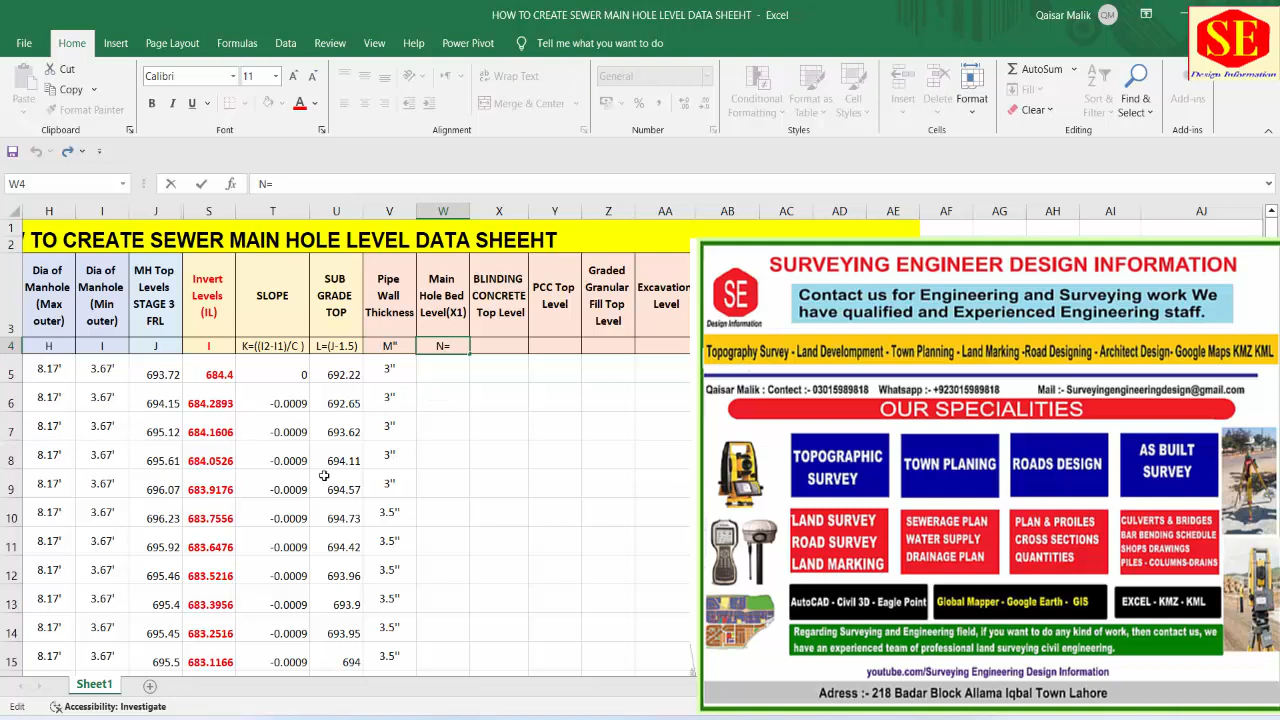 HOW TO CREATE SEWER MAIN HOLE LEVEL DATA SHEEHT - Excel
Qaisar Malik QM
SE
Design Information
File Home Insert Page Layout Formulas Data Review View Help Power Pivot Tell me what you want to do
Cut
Copy
Format Painter
Paste
Clipboard
Calibri 11
Font
Wrap Text
Merge & Center
Alignment
General
Number
Conditional Formatting
Format as Table
Cell Styles
Styles
Insert Delete Format
Cells
AutoSum
Fill
Clear
Sort & Filter
Find & Select
Editing
Add-ins
Add-ins
W4 fx N=
H I J S T U V W X Y Z AA AB AC AD AE AF AG AH AI AJ
TO CREATE SEWER MAIN HOLE LEVEL DATA SHEEHT
Dia of Manhole (Min outer)
MH Top Levels STAGE 3 FRL
Invert Levels (IL)
SLOPE
SUB GRADE TOP
Pipe Wall Thickness
Main Hole Bed Level(X1)
BLINDING CONCRETE Top Level
PCC Top Level
Graded Granular Fill Top Level
Excavation Level
H I J I K=((I2-I1)/C ) L=(J-1.5) M" N=
8.17' 3.67' 693.72 684.4 0 692.22 3"
8.17' 3.67' 694.15 684.2893 -0.0009 692.65 3"
8.17' 3.67' 695.12 684.1606 -0.0009 693.62 3"
8.17' 3.67' 684.0526 -0.0009 694.11 3"
8.17' 3.67' 696.07 683.9176 -0.0009 694.57 3"
8.17' 3.67' 696.23 683.7556 -0.0009 694.73 3.5"
8.17' 3.67' 695.92 683.6476 -0.0009 694.42 3.5"
8.17' 3.67' 695.46 683.5216 -0.0009 693.96 3.5"
8.17' 3.67' 695.4 683.3956 -0.0009 693.9 3.5"
8.17' 3.67' 695.45 683.2516 -0.0009 693.95 3.5"
8.17' 3.67' 695.5 683.1166 -0.0009 694 3.5"
Sheet1
Edit Accessibility: Investigate
SURVEYING ENGINEER DESIGN INFORMATION
SE
Design Information
Contact us for Engineering and Surveying work We
have qualified and Experienced Engineering staff.
Topography Survey - Land Develompment - Town Planning - Land Marking -Road Designing - Architect Design- Google Maps KMZ KML
Qaisar Malik : Contect :- 03015989818 Whatsapp :- +923015989818 Mail :- Surveyingengineeringdesign@gmail.com
OUR SPECIALITIES
TOPOGRAPHIC SURVEY
TOWN PLANING
ROADS DESIGN
AS BUILT SURVEY
LAND SURVEY
ROAD SURVEY
LAND MARKING
SEWERAGE PLAN
WATER SUPPLY
DRAINAGE PLAN
PLAN & PROILES
CROSS SECTIONS
QUANTITIES
CULVERTS & BRIDGES
BAR BENDING SCHEDULE
SHOPS DRAWINGS
PILES - COLUMNS-DRAINS
AutoCAD - Civil 3D - Eagle Point
Global Mapper - Google Earth - GIS
EXCEL - KMZ - KML
Regarding Surveying and Engineering field, if you want to do any kind of work, then contact us, we
have an experienced team of professional land surveying civil engineering.
youtube.com/Surveying Engineering Design Information
Adress :- 218 Badar Block Allama Iqbal Town Lahore